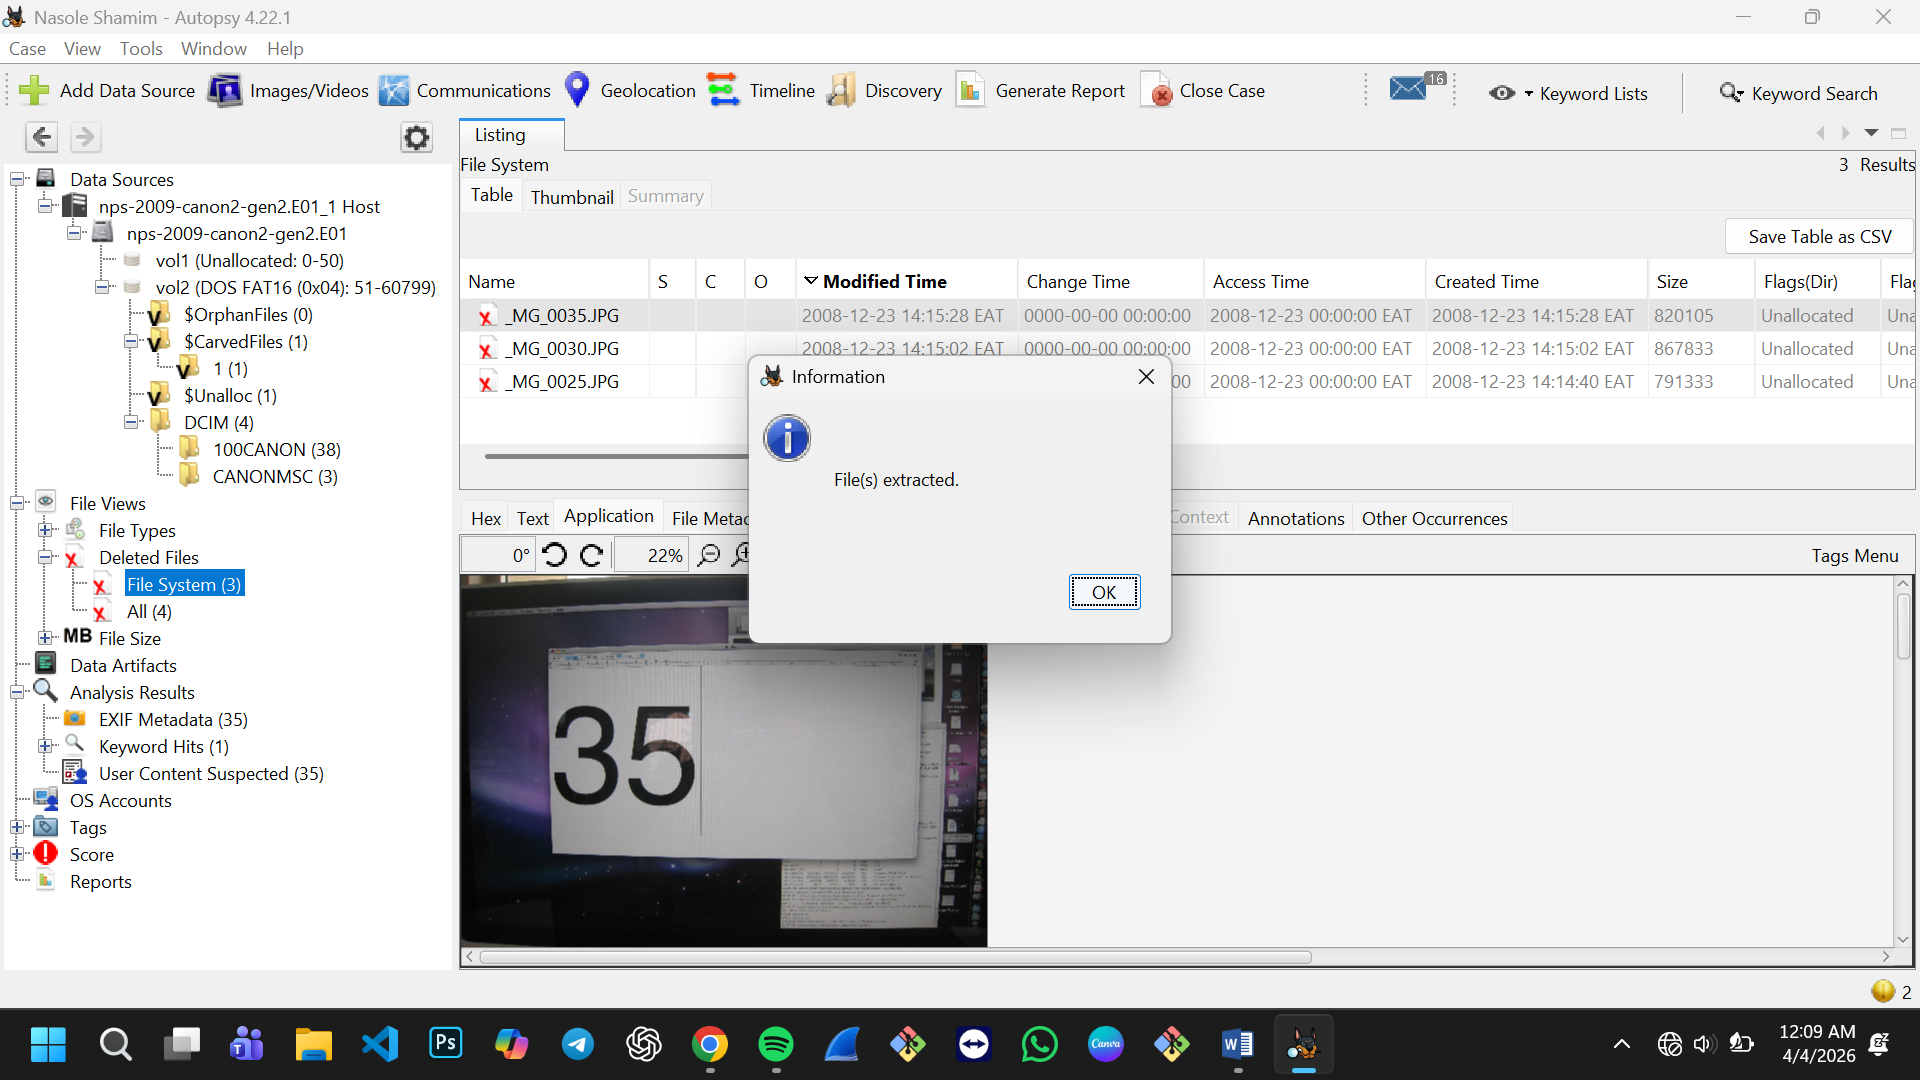 Nasole Shamim - Autopsy 4.22.1
Case View Tools Window Help
Add Data Source Images/Videos Communications Geolocation Timeline Discovery Generate Report Close Case 16 Keyword Lists Keyword Search
Listing
File System 3 Results
Table Thumbnail Summary
Save Table as CSV
Name S C O Modified Time Change Time Access Time Created Time Size Flags(Dir) Flag
_MG_0035.JPG 2008-12-23 14:15:28 EAT 0000-00-00 00:00:00 2008-12-23 00:00:00 EAT 2008-12-23 14:15:28 EAT 820105 Unallocated Una
_MG_0030.JPG 2008-12-23 14:15:02 EAT 0000-00-00 00:00:00 2008-12-23 00:00:00 EAT 2008-12-23 14:15:02 EAT 867833 Unallocated Una
_MG_0025.JPG 00 2008-12-23 00:00:00 EAT 2008-12-23 14:14:40 EAT 791333 Unallocated Una
Data Sources
nps-2009-canon2-gen2.E01_1 Host
nps-2009-canon2-gen2.E01
vol1 (Unallocated: 0-50)
vol2 (DOS FAT16 (0x04): 51-60799)
$OrphanFiles (0)
$CarvedFiles (1)
1 (1)
$Unalloc (1)
DCIM (4)
100CANON (38)
CANONMSC (3)
File Views
File Types
Deleted Files
File System (3)
All (4)
MB File Size
Data Artifacts
Analysis Results
EXIF Metadata (35)
Keyword Hits (1)
User Content Suspected (35)
OS Accounts
Tags
Score
Reports
Information
File(s) extracted.
OK
Hex Text Application File Metad Context Annotations Other Occurrences
0° 22% Tags Menu
35
2
Ps
Canva
12:09 AM
4/4/2026